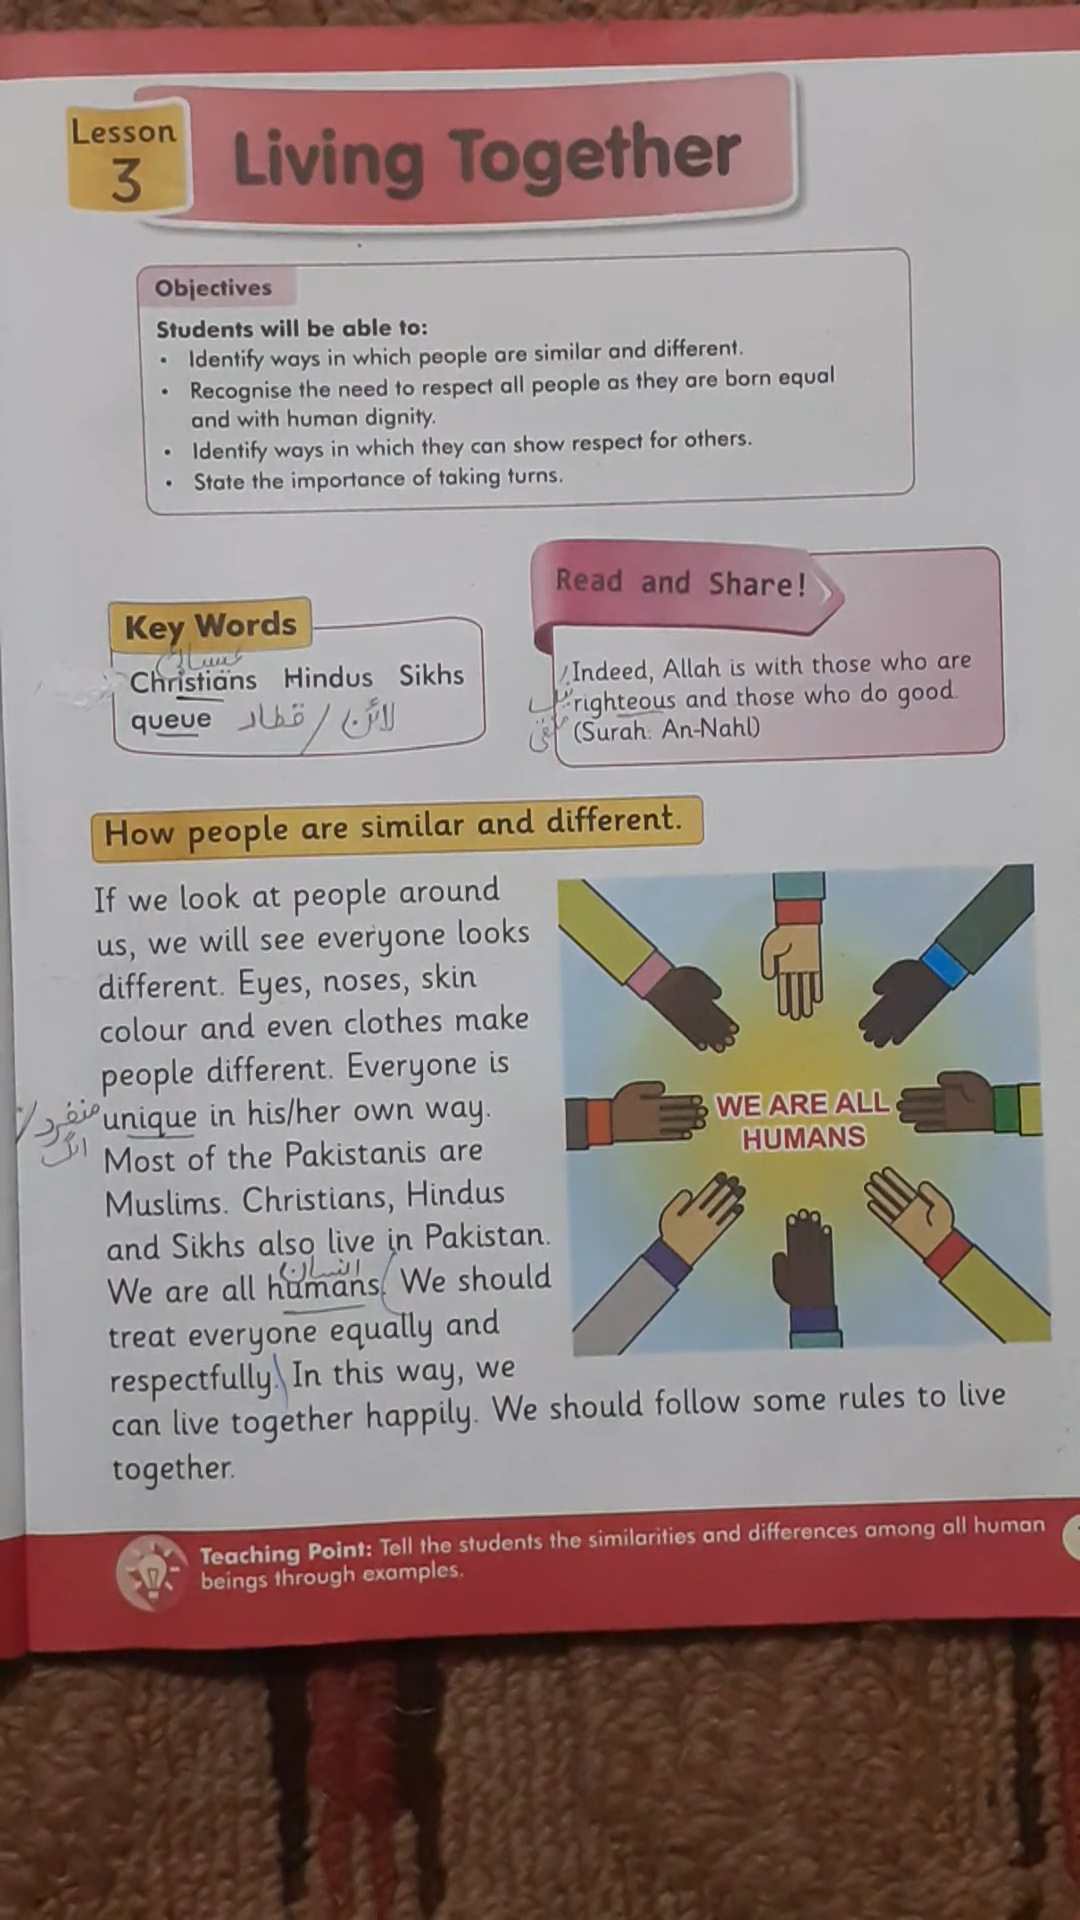 Lesson
3
Living Together
Objectives
Students will be able to:
• Identify ways in which people are similar and different.
• Recognise the need to respect all people as they are born equal
and with human dignity.
• Identify ways in which they can show respect for others.
• State the importance of taking turns.
Key Words
عیسائی
Christians Hindus Sikhs
queue قطار / لائن
Read and Share!
Indeed, Allah is with those who are
righteous and those who do good.
متقی
(Surah: An-Nahl)
How people are similar and different.
If we look at people around
us, we will see everyone looks
different. Eyes, noses, skin
colour and even clothes make
people different. Everyone is
منفرد/
unique in his/her own way.
الگ
Most of the Pakistanis are
Muslims. Christians, Hindus
and Sikhs also live in Pakistan.
انسان
We are all humans. We should
treat everyone equally and
respectfully. In this way, we
can live together happily. We should follow some rules to live
together.
WE ARE ALL
HUMANS
Teaching Point: Tell the students the similarities and differences among all human
beings through examples.